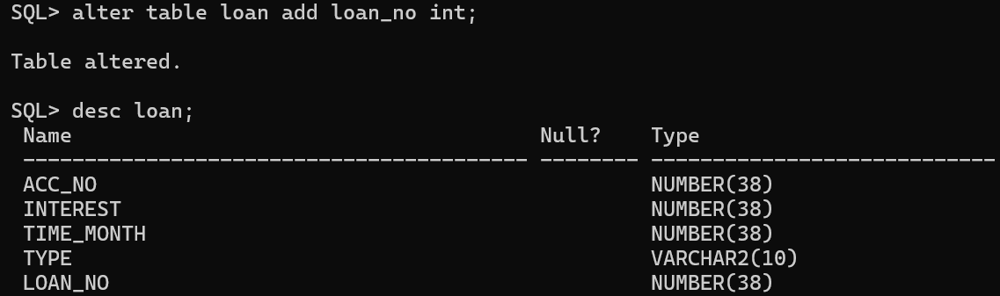 SQL> alter table loan add loan_no int;
Table altered.
SQL> desc loan;
Name Null? Type
----------------------------------------- -------- ----------------------------
ACC_NO NUMBER(38)
INTEREST NUMBER(38)
TIME_MONTH NUMBER(38)
TYPE VARCHAR2(10)
LOAN_NO NUMBER(38)